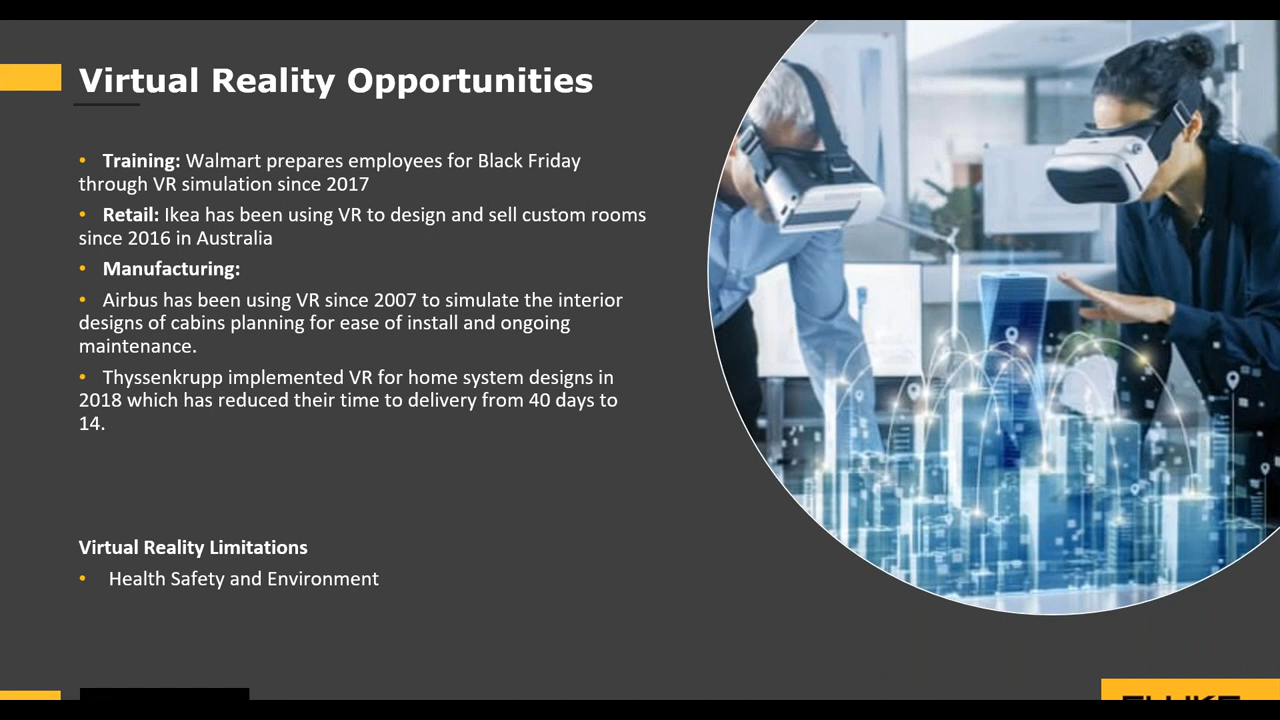 Virtual Reality Opportunities
• Training: Walmart prepares employees for Black Friday
through VR simulation since 2017
• Retail: Ikea has been using VR to design and sell custom rooms
since 2016 in Australia
• Manufacturing:
• Airbus has been using VR since 2007 to simulate the interior
designs of cabins planning for ease of install and ongoing
maintenance.
• Thyssenkrupp implemented VR for home system designs in
2018 which has reduced their time to delivery from 40 days to
14.
Virtual Reality Limitations
• Health Safety and Environment